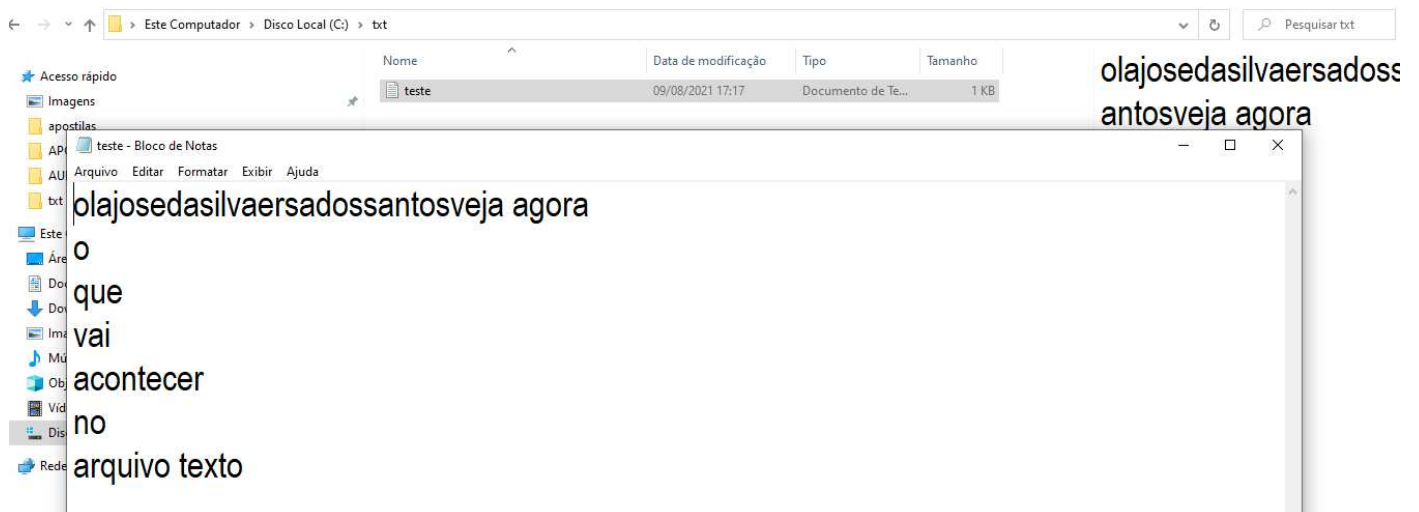 Este Computador > Disco Local (C:) > txt
Pesquisar txt
Nome
Data de modificação
Tipo
Tamanho
Acesso rápido
Imagens
apostilas
teste
09/08/2021 17:17
Documento de Te...
1 KB
olajosedasilvaersadoss
antosveja agora
teste - Bloco de Notas
Arquivo Editar Formatar Exibir Ajuda
txt
Este
Rede
olajosedasilvaersadossantosveja agora
o
que
vai
acontecer
no
arquivo texto